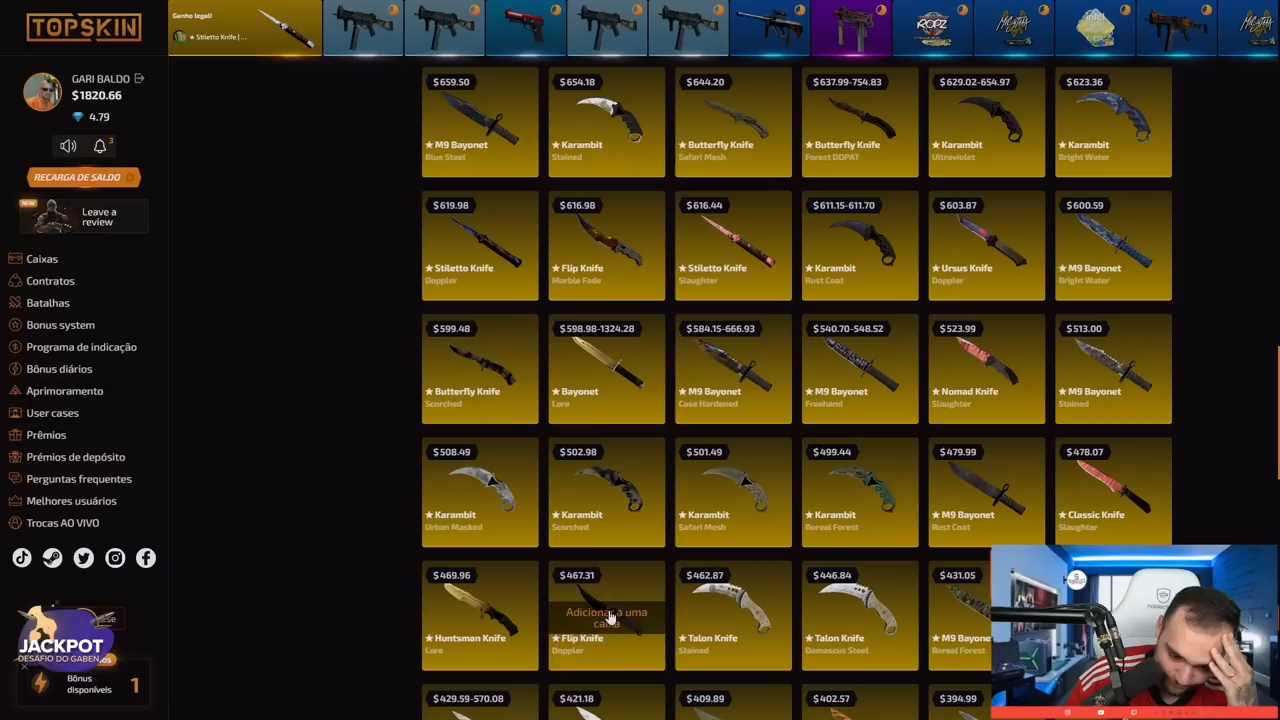 TOPSKIN
Ganho legal!
★ Stiletto Knife | ...
GARI BALDO
$1820.66
4.79
3
RECARGA DE SALDO
Leave a
review
Caixas
Contratos
Batalhas
Bonus system
Programa de indicação
Bônus diários
Aprimoramento
User cases
Prêmios
Prémios de depósito
Perguntas frequentes
Melhores usuários
Trocas AO VIVO
JACKPOT
DESAFIO DO GABEN
Bônus
disponíveis
1
$659.50
★ M9 Bayonet
Blue Steel
$654.18
★ Karambit
Stained
$644.20
★ Butterfly Knife
Safari Mesh
$637.99-754.83
★ Butterfly Knife
Forest DDPAT
$629.02-654.97
★ Karambit
Ultraviolet
$623.36
★ Karambit
Bright Water
$619.98
★ Stiletto Knife
Doppler
$616.98
★ Flip Knife
Marble Fade
$616.44
★ Stiletto Knife
Slaughter
$611.15-611.70
★ Karambit
Rust Coat
$603.87
★ Ursus Knife
Doppler
$600.59
★ M9 Bayonet
Bright Water
$599.48
★ Butterfly Knife
Scorched
$598.98-1324.28
★ Bayonet
Lore
$584.15-666.93
★ M9 Bayonet
Case Hardened
$540.70-548.52
★ M9 Bayonet
Freehand
$523.99
★ Nomad Knife
Slaughter
$513.00
★ M9 Bayonet
Stained
$508.49
★ Karambit
Urban Masked
$502.98
★ Karambit
Scorched
$501.49
★ Karambit
Safari Mesh
$499.44
★ Karambit
Boreal Forest
$479.99
★ M9 Bayonet
Rust Coat
$478.07
★ Classic Knife
Slaughter
$469.96
★ Huntsman Knife
Lore
$467.31
Adicionar a uma
caixa
★ Flip Knife
Doppler
$462.87
★ Talon Knife
Stained
$446.84
★ Talon Knife
Damascus Steel
$431.05
★ M9 Bayone
Boreal Forest
$429.59-570.08
$421.18
$409.89
$402.57
$394.99